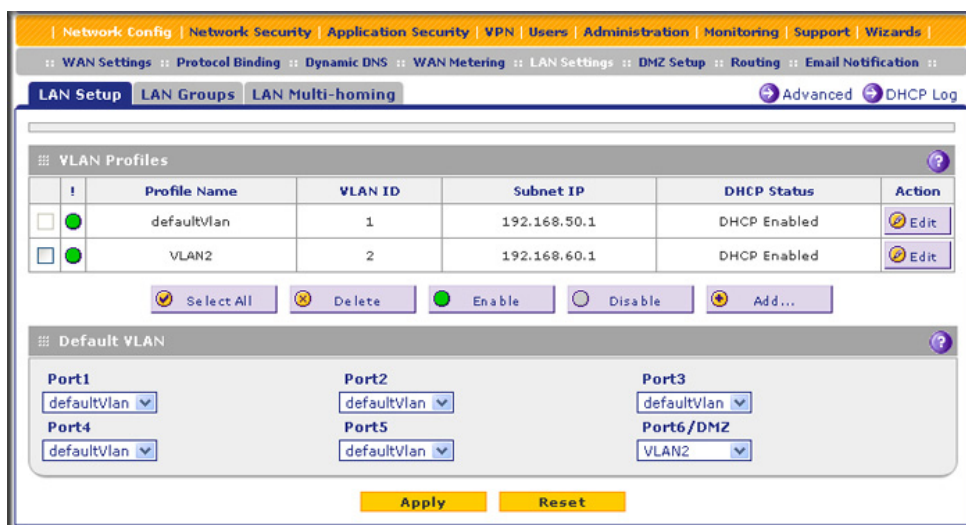 | Network Config | Network Security | Application Security | VPN | Users | Administration | Monitoring | Support | Wizards |
:: WAN Settings :: Protocol Binding :: Dynamic DNS :: WAN Metering :: LAN Settings :: DMZ Setup :: Routing :: Email Notification ::
LAN Setup LAN Groups LAN Multi-homing Advanced DHCP Log
VLAN Profiles ?
! Profile Name VLAN ID Subnet IP DHCP Status Action
defaultVlan 1 192.168.50.1 DHCP Enabled Edit
VLAN2 2 192.168.60.1 DHCP Enabled Edit
Select All Delete Enable Disable Add...
Default VLAN ?
Port1 Port2 Port3
defaultVlan defaultVlan defaultVlan
Port4 Port5 Port6/DMZ
defaultVlan defaultVlan VLAN2
Apply Reset